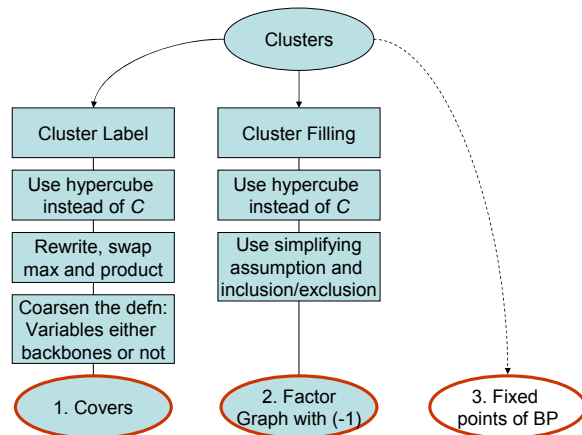 Clusters
Cluster Label
Use hypercube
instead of C
Rewrite, swap
max and product
Coarsen the defn:
Variables either
backbones or not
1. Covers
Cluster Filling
Use hypercube
instead of C
Use simplifying
assumption and
inclusion/exclusion
2. Factor
Graph with (-1)
3. Fixed
points of BP